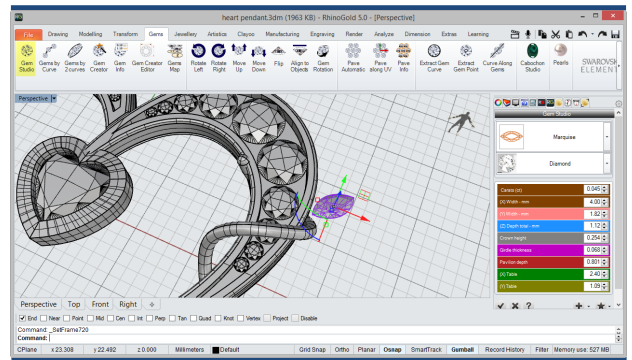 heart pendant.3dm (1963 KB) - RhinoGold 5.0 - [Perspective]
File Drawing Modelling Transform Gems Jewellery Artistics Clayoo Manufacturing Engraving Render Analyze Dimension Extras Learning
Gem Studio
Gems by Curve
Gems by 2 curves
Gem Creator
Gem Info
Gem Creator Editor
Gems Map
Rotate Left
Rotate Right
Move Up
Move Down
Flip
Align to Objects
Gem Rotation
Pave Automatic
Pave along UV
Pave Info
Extract Gem Curve
Extract Gem Point
Curve Along Gems
Cabochon Studio
Pearls
SWAROVSK
ELEMENT
Perspective
Gem Studio
Marquise
Diamond
Carats (ct) 0.045
(X) Width - mm 4.00
(Y) Width - mm 1.82
(Z) Depth total - mm 1.12
Crown height 0.254
Girdle thickness 0.068
Pavilion depth 0.801
(X) Table 2.40
(Y) Table 1.09
Perspective Top Front Right
End Near Point Mid Cen Int Perp Tan Quad Knot Vertex Project Disable
Command: _SetFrame720
Command:
CPlane x 23.308 y 22.492 z 0.000 Millimeters Default Grid Snap Ortho Planar Osnap SmartTrack Gumball Record History Filter Memory use: 527 MB